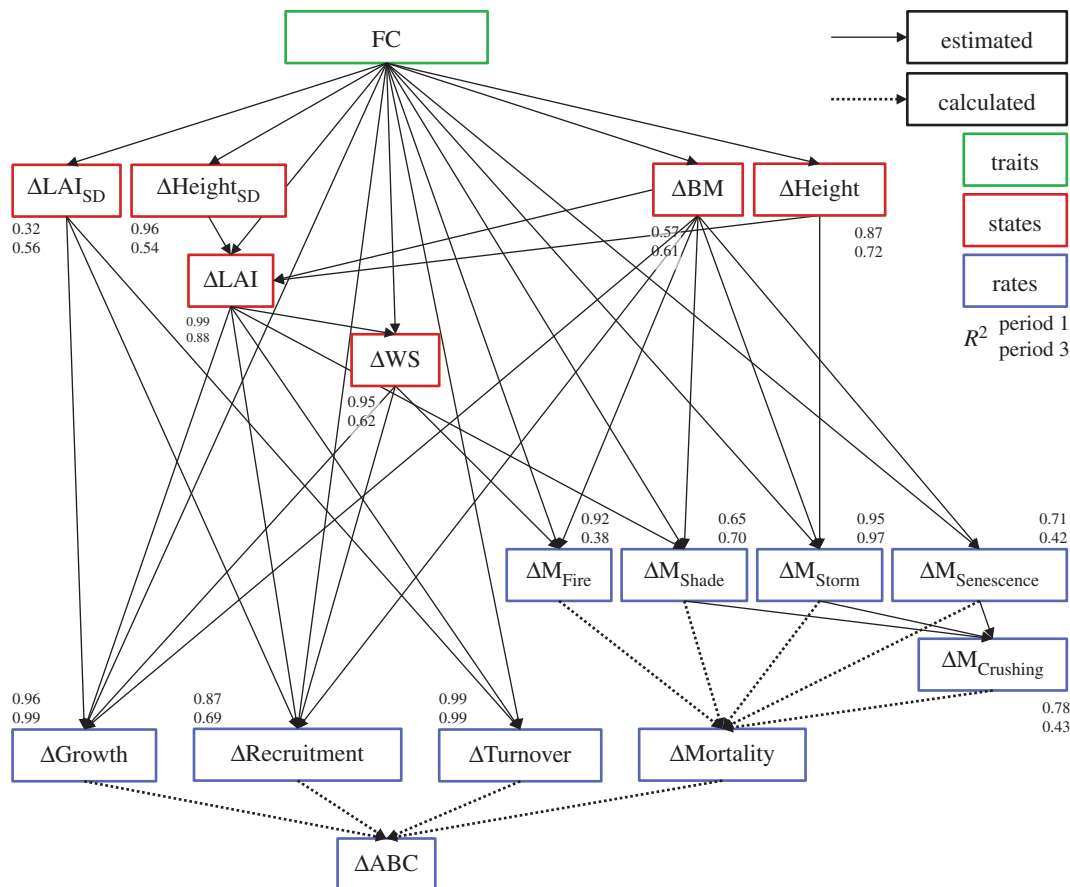 FC
estimated
calculated
traits
states
rates
R² period 1
period 3
ΔLAI_SD
0.32
0.56
ΔHeight_SD
0.96
0.54
ΔBM
0.57
0.61
ΔHeight
0.87
0.72
ΔLAI
0.99
0.88
ΔWS
0.95
0.62
0.92
0.38
ΔM_Fire
0.65
0.70
ΔM_Shade
0.95
0.97
ΔM_Storm
0.71
0.42
ΔM_Senescence
ΔM_Crushing
0.78
0.43
0.96
0.99
ΔGrowth
0.87
0.69
ΔRecruitment
0.99
0.99
ΔTurnover
ΔMortality
ΔABC